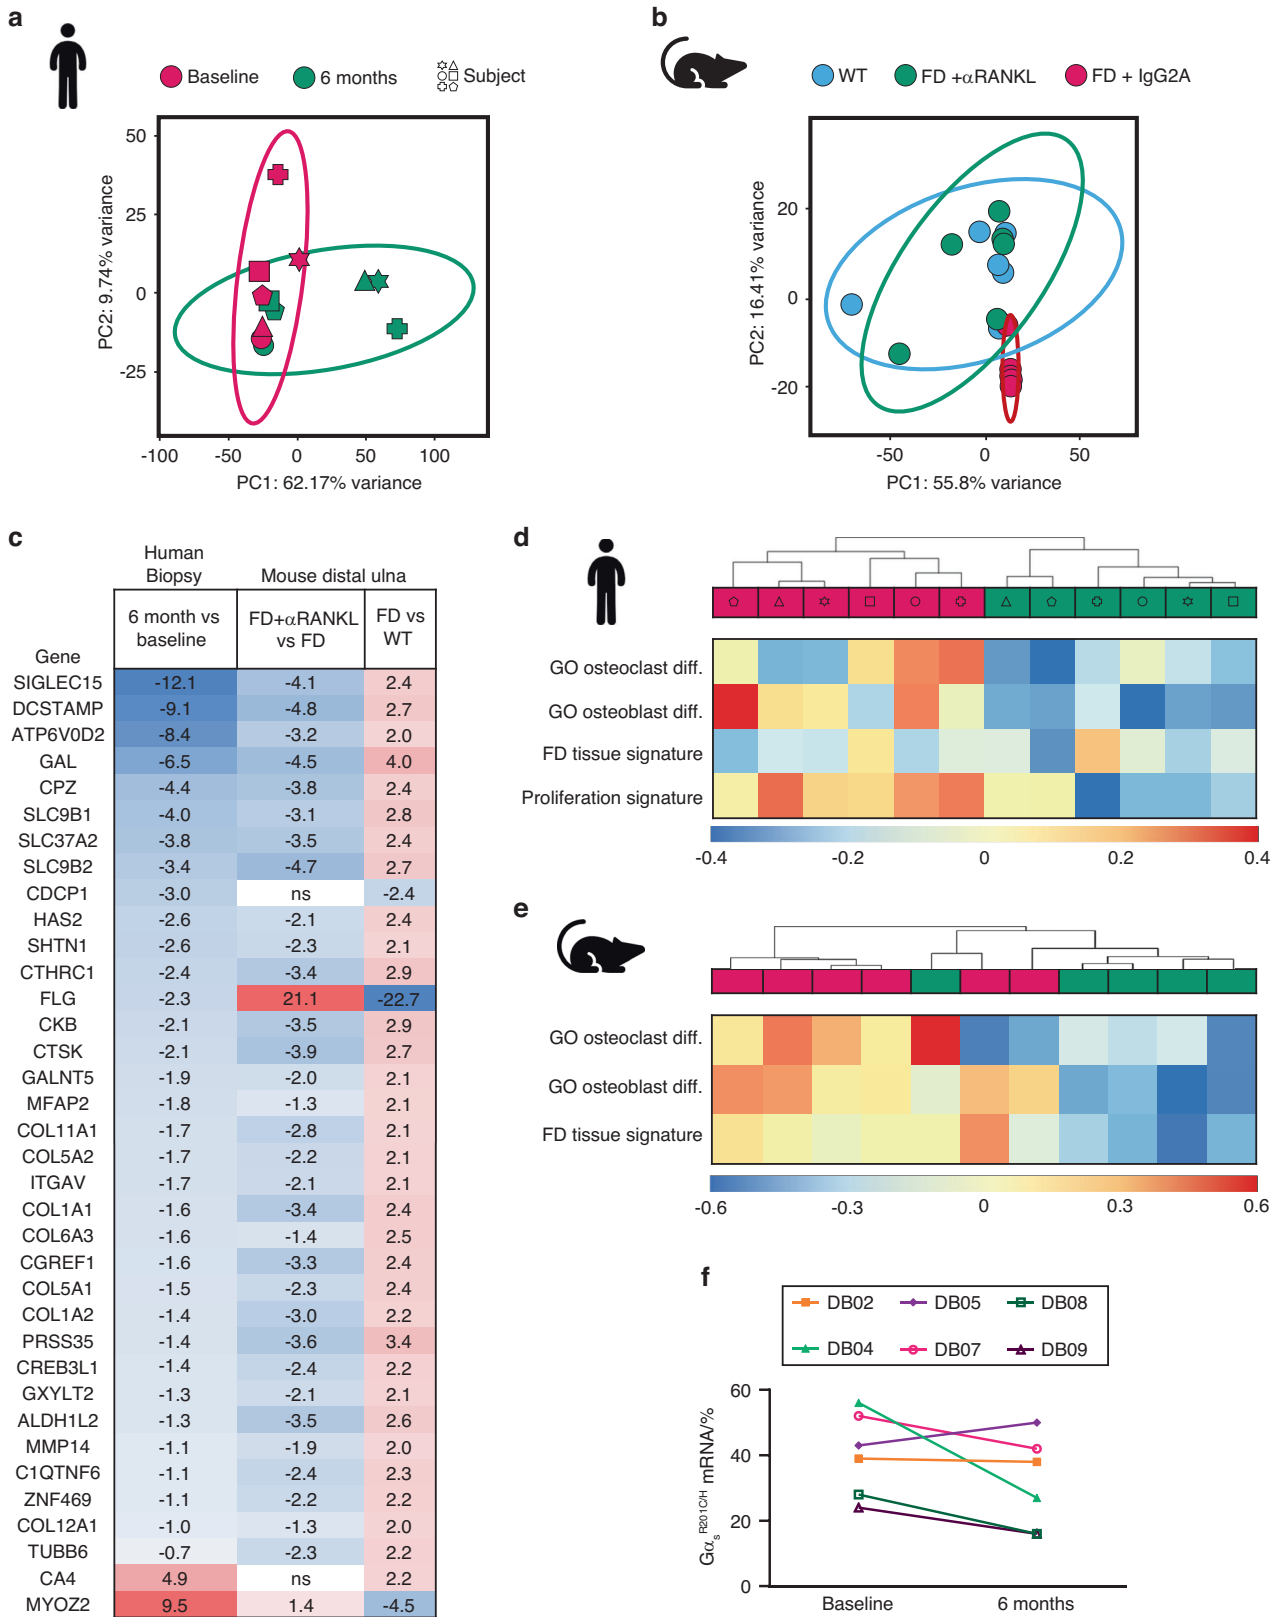 a
Baseline
6 months
Subject
50
25
0
-25
PC2: 9.74% variance
-100
-50
0
50
100
PC1: 62.17% variance
b
WT
FD +αRANKL
FD + IgG2A
20
0
-20
PC2: 16.41% variance
-50
0
50
PC1: 55.8% variance
c
Human Biopsy
Mouse distal ulna
Gene
6 month vs baseline
FD+αRANKL vs FD
FD vs WT
SIGLEC15 -12.1 -4.1 2.4
DCSTAMP -9.1 -4.8 2.7
ATP6V0D2 -8.4 -3.2 2.0
GAL -6.5 -4.5 4.0
CPZ -4.4 -3.8 2.4
SLC9B1 -4.0 -3.1 2.8
SLC37A2 -3.8 -3.5 2.4
SLC9B2 -3.4 -4.7 2.7
CDCP1 -3.0 ns -2.4
HAS2 -2.6 -2.1 2.4
SHTN1 -2.6 -2.3 2.1
CTHRC1 -2.4 -3.4 2.9
FLG -2.3 21.1 -22.7
CKB -2.1 -3.5 2.9
CTSK -2.1 -3.9 2.7
GALNT5 -1.9 -2.0 2.1
MFAP2 -1.8 -1.3 2.1
COL11A1 -1.7 -2.8 2.1
COL5A2 -1.7 -2.2 2.1
ITGAV -1.7 -2.1 2.1
COL1A1 -1.6 -3.4 2.4
COL6A3 -1.6 -1.4 2.5
CGREF1 -1.6 -3.3 2.4
COL5A1 -1.5 -2.3 2.4
COL1A2 -1.4 -3.0 2.2
PRSS35 -1.4 -3.6 3.4
CREB3L1 -1.4 -2.4 2.2
GXYLT2 -1.3 -2.1 2.1
ALDH1L2 -1.3 -3.5 2.6
MMP14 -1.1 -1.9 2.0
C1QTNF6 -1.1 -2.4 2.3
ZNF469 -1.1 -2.2 2.2
COL12A1 -1.0 -1.3 2.0
TUBB6 -0.7 -2.3 2.2
CA4 4.9 ns 2.2
MYOZ2 9.5 1.4 -4.5
d
GO osteoclast diff.
GO osteoblast diff.
FD tissue signature
Proliferation signature
-0.4 -0.2 0 0.2 0.4
e
GO osteoclast diff.
GO osteoblast diff.
FD tissue signature
-0.6 -0.3 0 0.3 0.6
f
DB02 DB05 DB08
DB04 DB07 DB09
60
40
20
0
Gαs R201C/H mRNA/%
Baseline 6 months